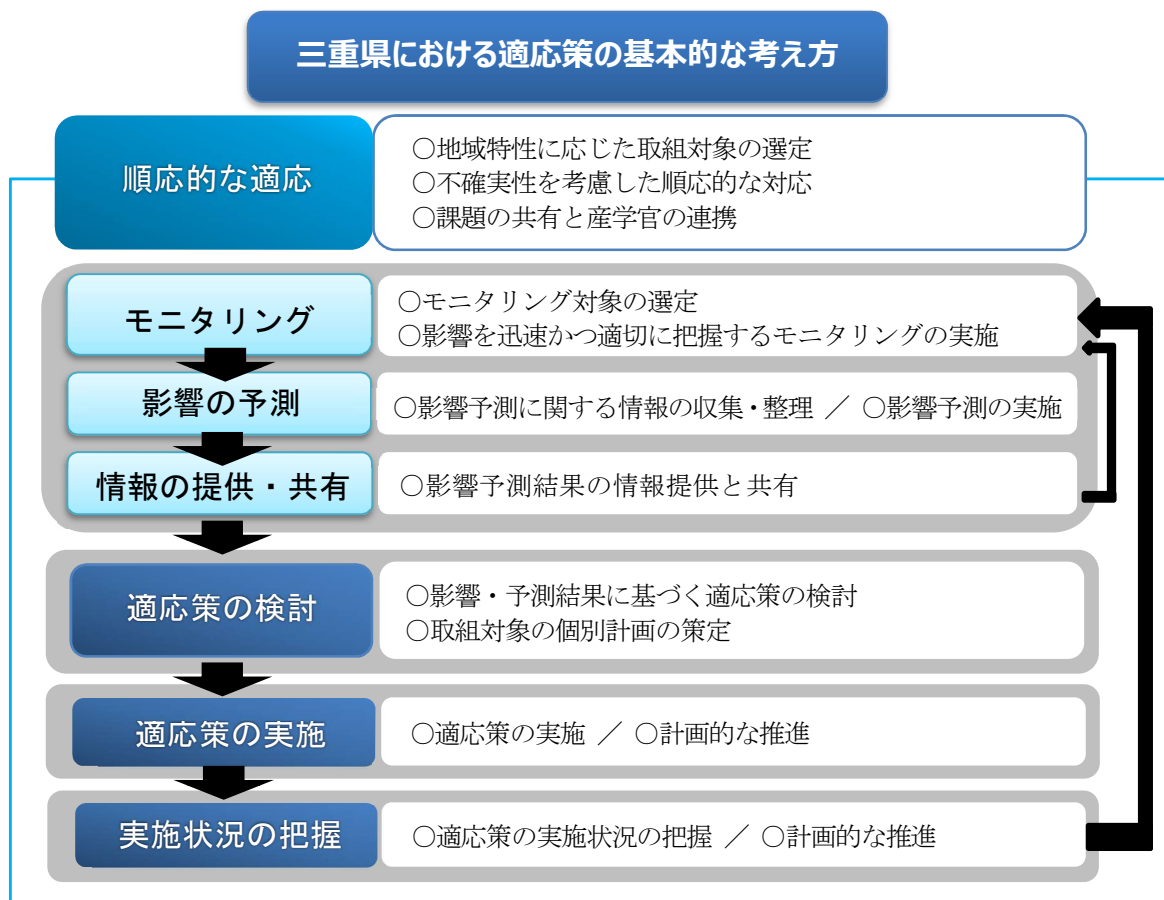 三重県における適応策の基本的な考え方
順応的な適応
○地域特性に応じた取組対象の選定
○不確実性を考慮した順応的な対応
○課題の共有と産学官の連携
モニタリング
○モニタリング対象の選定
○影響を迅速かつ適切に把握するモニタリングの実施
影響の予測
○影響予測に関する情報の収集・整理 ／ ○影響予測の実施
情報の提供・共有
○影響予測結果の情報提供と共有
適応策の検討
○影響・予測結果に基づく適応策の検討
○取組対象の個別計画の策定
適応策の実施
○適応策の実施 ／ ○計画的な推進
実施状況の把握
○適応策の実施状況の把握 ／ ○計画的な推進